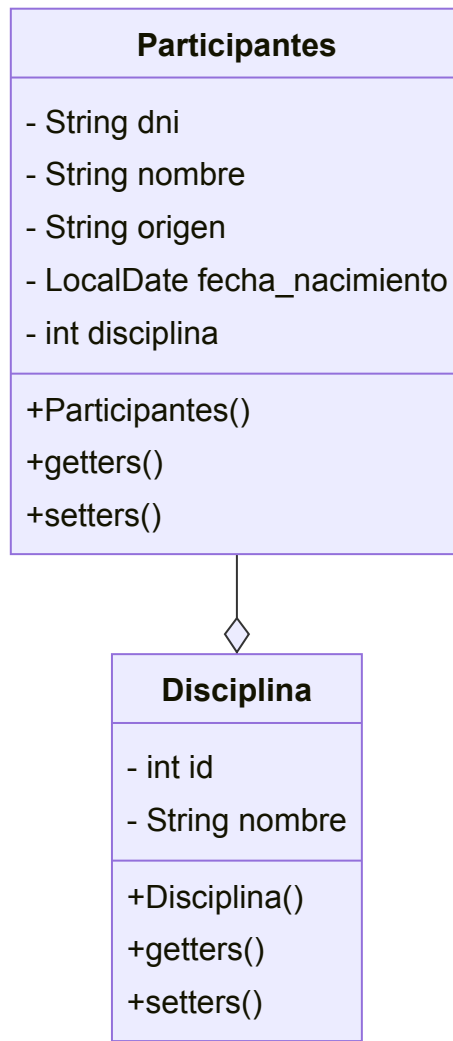 Participantes
- String dni
- String nombre
- String origen
- LocalDate fecha_nacimiento
- int disciplina
+Participantes()
+getters()
+setters()
Disciplina
- int id
- String nombre
+Disciplina()
+getters()
+setters()